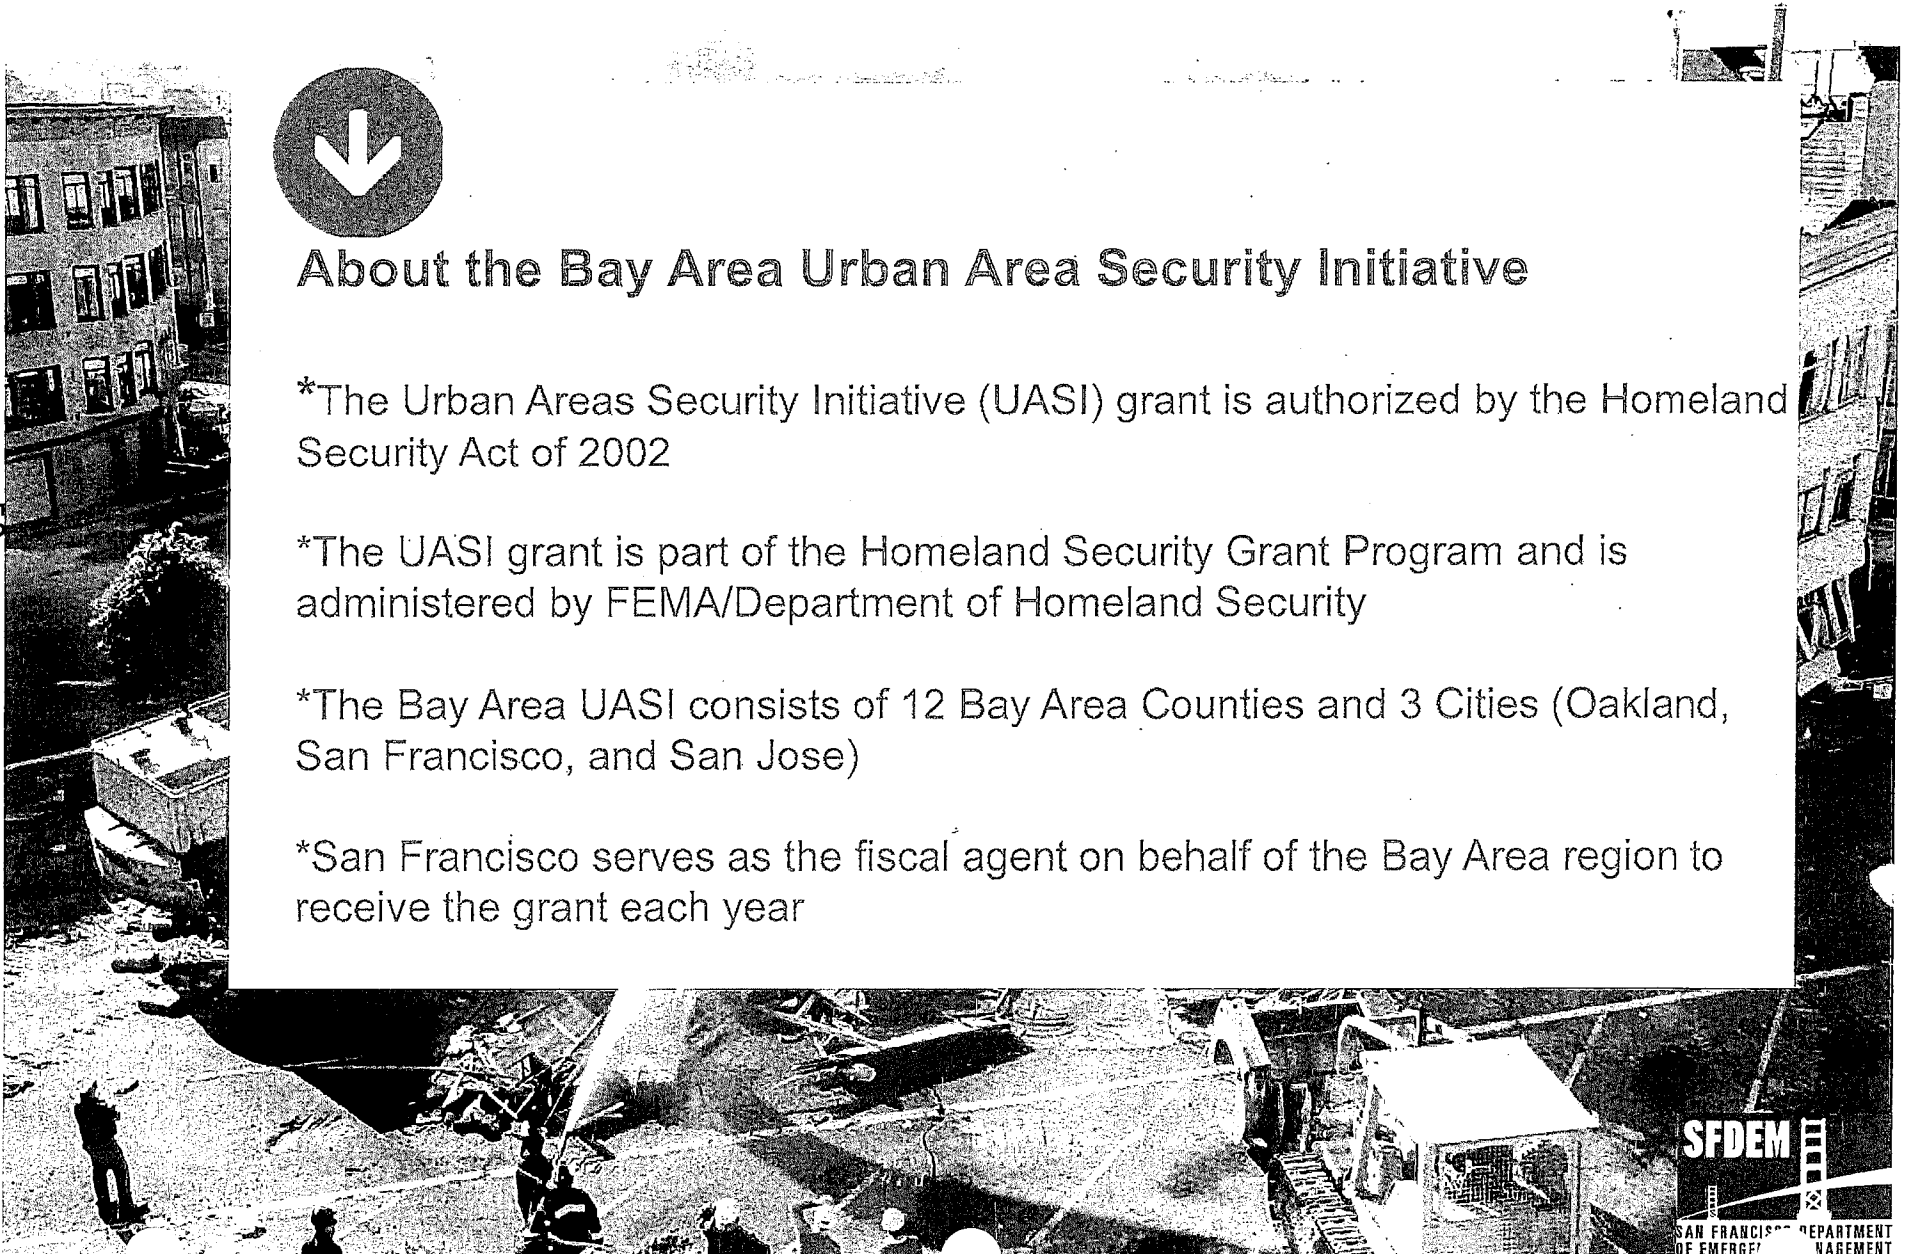 About the Bay Area Urban Area Security Initiative
*The Urban Areas Security Initiative (UASI) grant is authorized by the Homeland
Security Act of 2002
*The UASI grant is part of the Homeland Security Grant Program and is
administered by FEMA/Department of Homeland Security
*The Bay Area UASI consists of 12 Bay Area Counties and 3 Cities (Oakland,
San Francisco, and San Jose)
*San Francisco serves as the fiscal agent on behalf of the Bay Area region to
receive the grant each year
SFDEM
SAN
OF